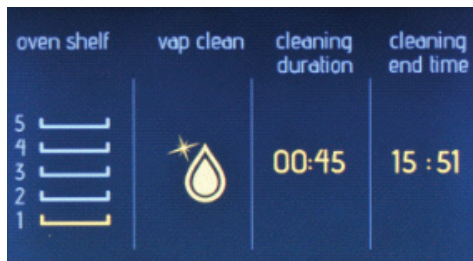 oven shelf
vap clean
cleaning
duration
cleaning
end time
5
4
3
2
1
00:45
15 : 51